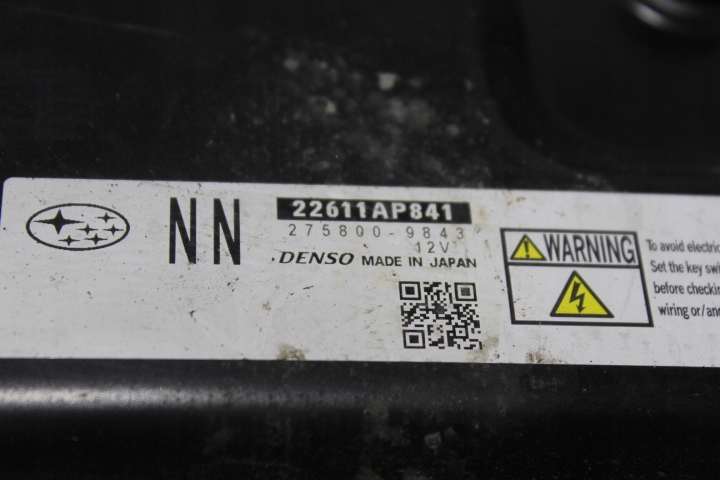 NN
22611AP841
275800-9843
12V
DENSO MADE IN JAPAN
WARNING
To avoid electric
Set the key swi
before checkin
wiring or/and